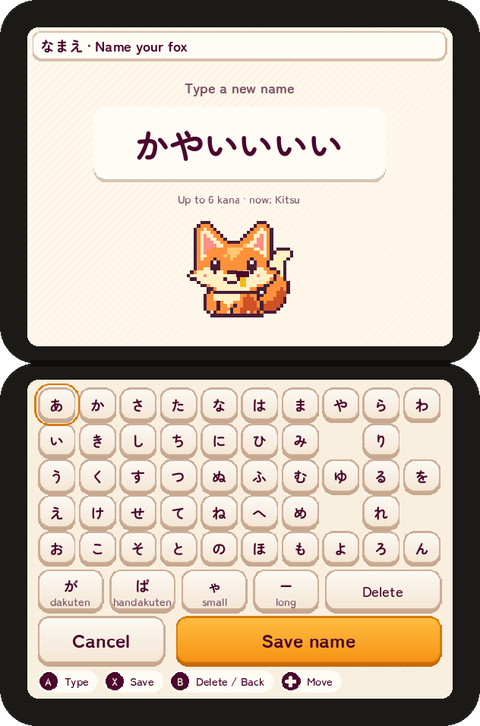 なまえ · Name your fox
Type a new name
かやいいいい
Up to 6 kana · now: Kitsu
あ か さ た な は ま や ら わ
い き し ち に ひ み り
う く す つ ぬ ふ む ゆ る を
え け せ て ね へ め れ
お こ そ と の ほ も よ ろ ん
が ぱ ゃ ー Delete
dakuten handakuten small long
Cancel Save name
A Type X Save B Delete / Back Move